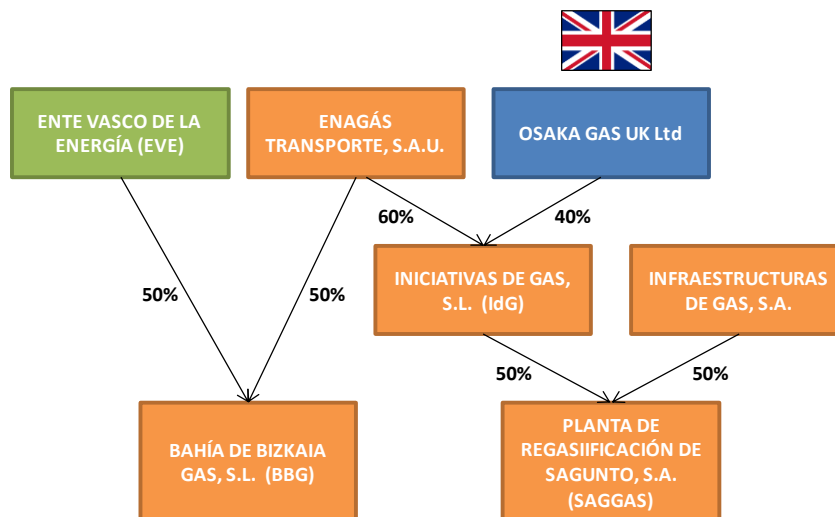 ENTE VASCO DE LA
ENERGÍA (EVE)
ENAGÁS
TRANSPORTE, S.A.U.
OSAKA GAS UK Ltd
60%
40%
INICIATIVAS DE GAS,
S.L. (IdG)
INFRAESTRUCTURAS
DE GAS, S.A.
50%
50%
50%
50%
BAHÍA DE BIZKAIA
GAS, S.L. (BBG)
PLANTA DE
REGASIIFICACIÓN DE
SAGUNTO, S.A.
(SAGGAS)